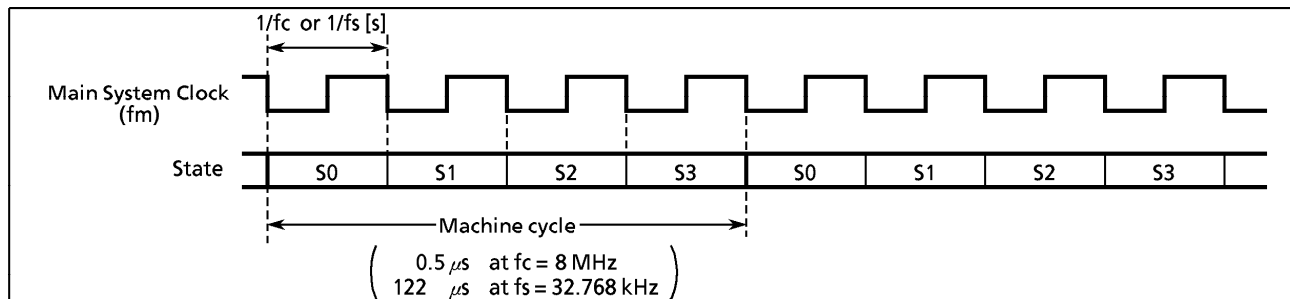 1/fc or 1/fs [s]
Main System Clock
(fm)
State
S0 S1 S2 S3 S0 S1 S2 S3
Machine cycle
0.5 μs at fc = 8 MHz
122 μs at fs = 32.768 kHz